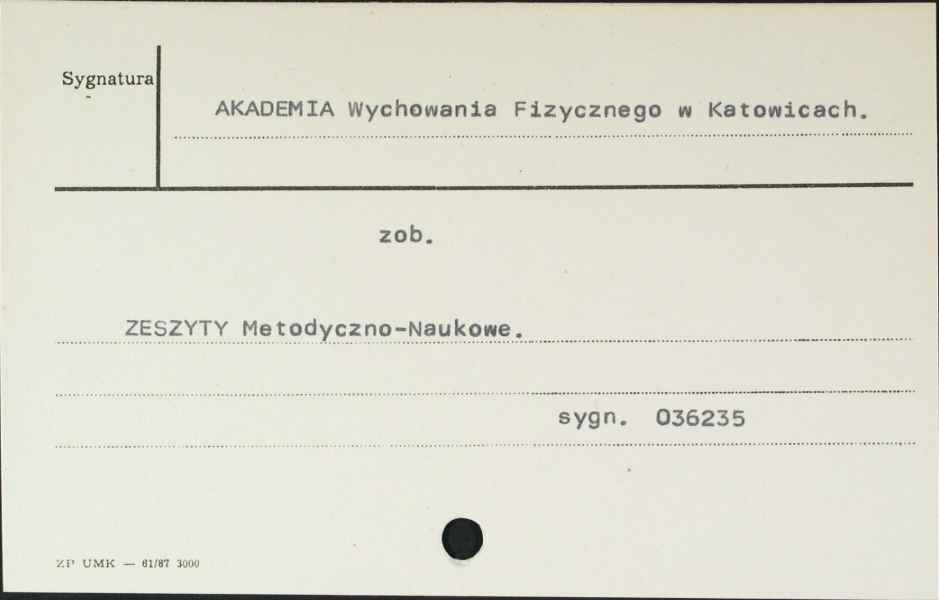 Sygnatura
AKADEMIA Wychowania Fizycznego w Katowicach.
zob.
ZESZYTY Metodyczno-Naukowe.
sygn. 036235
ZP UMK — 61/87 3000